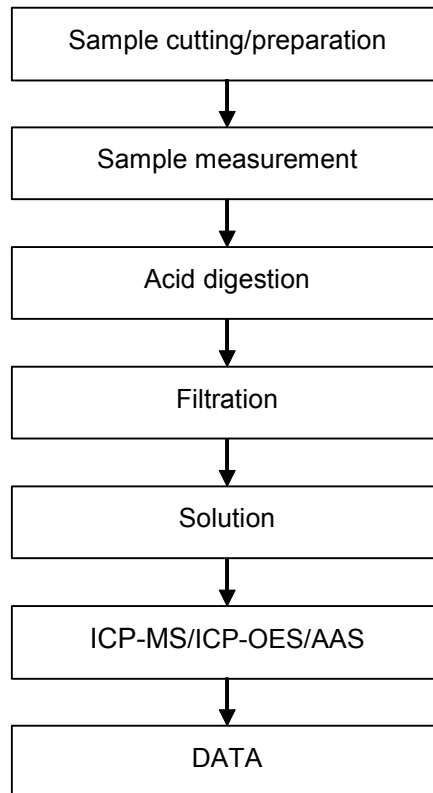 Sample cutting/preparation
Sample measurement
Acid digestion
Filtration
Solution
ICP-MS/ICP-OES/AAS
DATA